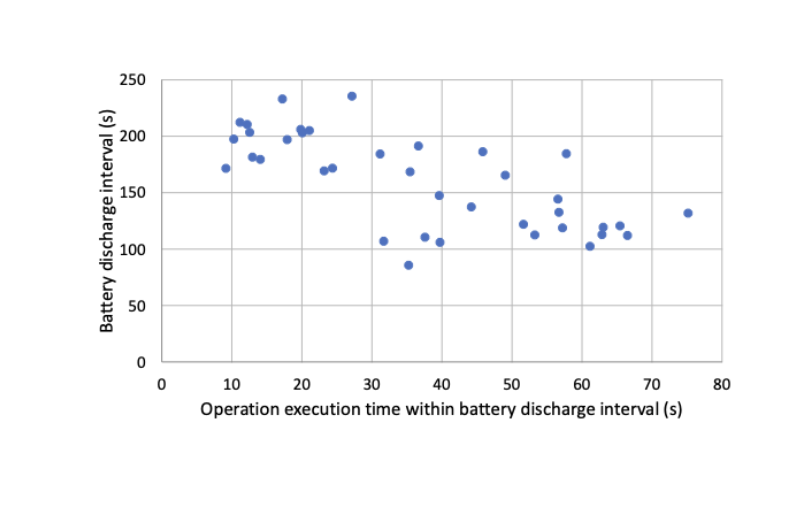 Battery discharge interval (s)
250
200
150
100
50
0
0 10 20 30 40 50 60 70 80
Operation execution time within battery discharge interval (s)